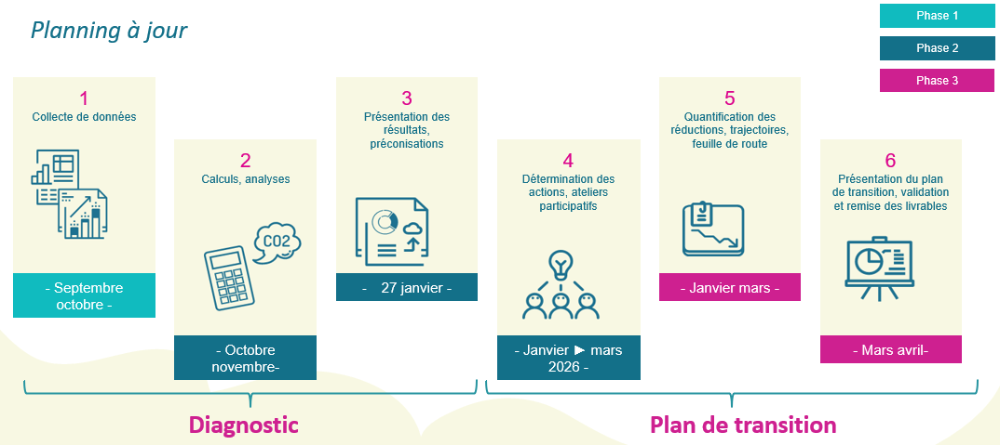 Planning à jour
Phase 1
Phase 2
Phase 3
1
Collecte de données
- Septembre
octobre -
2
Calculs, analyses
CO2
- Octobre
novembre-
3
Présentation des
résultats,
préconisations
- 27 janvier -
4
Détermination des
actions, ateliers
participatifs
- Janvier ► mars
2026 -
5
Quantification des
réductions, trajectoires,
feuille de route
- Janvier mars -
6
Présentation du plan
de transition, validation
et remise des livrables
- Mars avril-
Diagnostic
Plan de transition